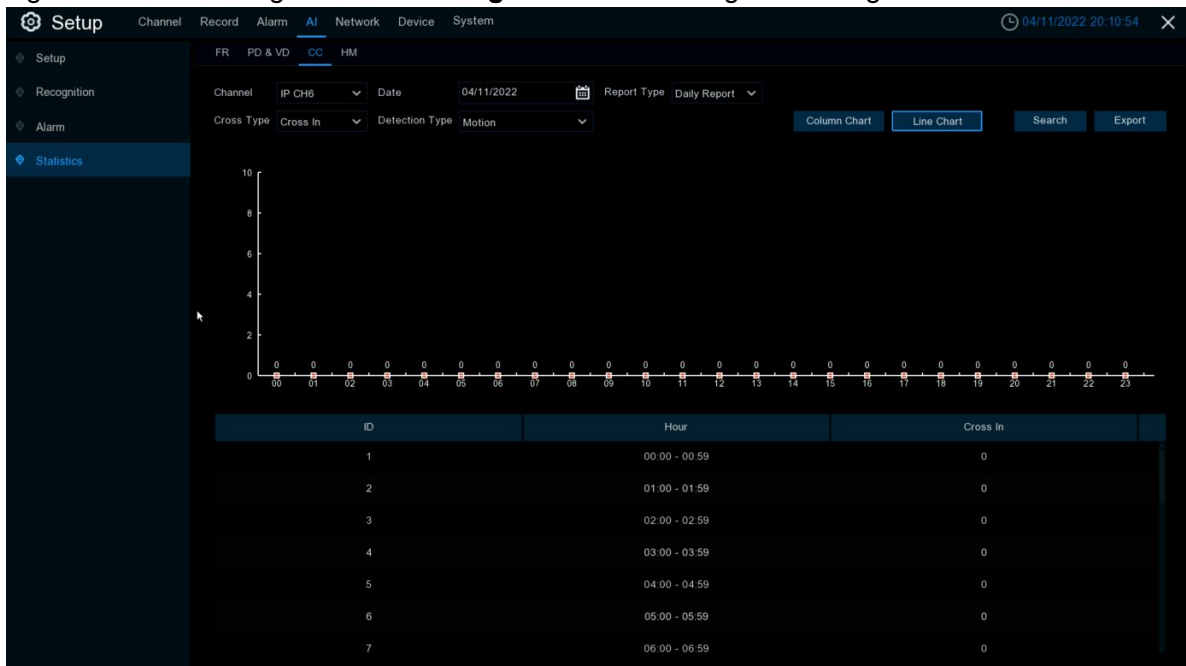 Setup Channel Record Alarm AI Network Device System 04/11/2022 20:10:54
Setup FR PD & VD CC HM
Recognition Channel IP CH6 Date 04/11/2022 Report Type Daily Report
Alarm Cross Type Cross In Detection Type Motion Column Chart Line Chart Search Export
Statistics
10
8
6
4
2
0 0 0 0 0 0 0 0 0 0 0 0 0 0 0 0 0 0 0 0 0 0 0 0
0
00 01 02 03 04 05 06 07 08 09 10 11 12 13 14 15 16 17 18 19 20 21 22 23
ID Hour Cross In
1 00:00 - 00:59 0
2 01:00 - 01:59 0
3 02:00 - 02:59 0
4 03:00 - 03:59 0
5 04:00 - 04:59 0
6 05:00 - 05:59 0
7 06:00 - 06:59 0